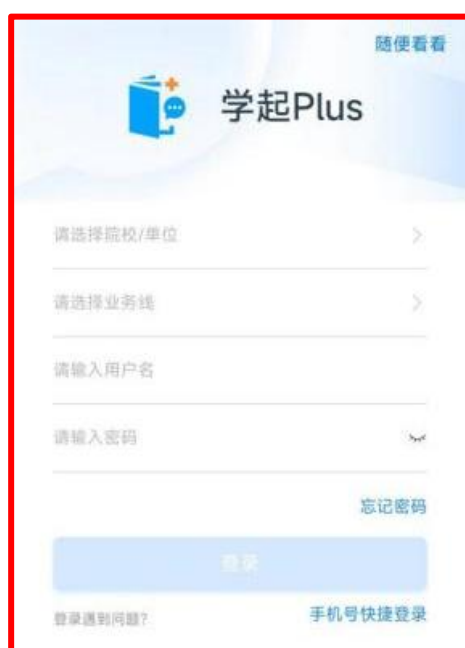 随便看看
学起Plus
请选择院校/单位
请选择业务线
请输入用户名
请输入密码
忘记密码
登录
登录遇到问题?
手机号快捷登录